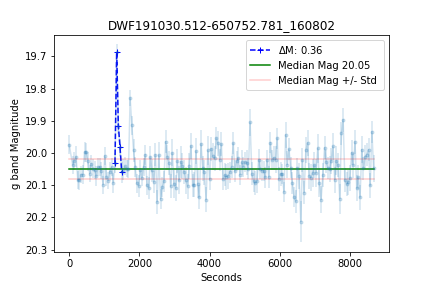 DWF191030.512-650752.781_160802
ΔM: 0.36
Median Mag 20.05
Median Mag +/- Std
g band Magnitude
19.7
19.8
19.9
20.0
20.1
20.2
20.3
0 2000 4000 6000 8000
Seconds